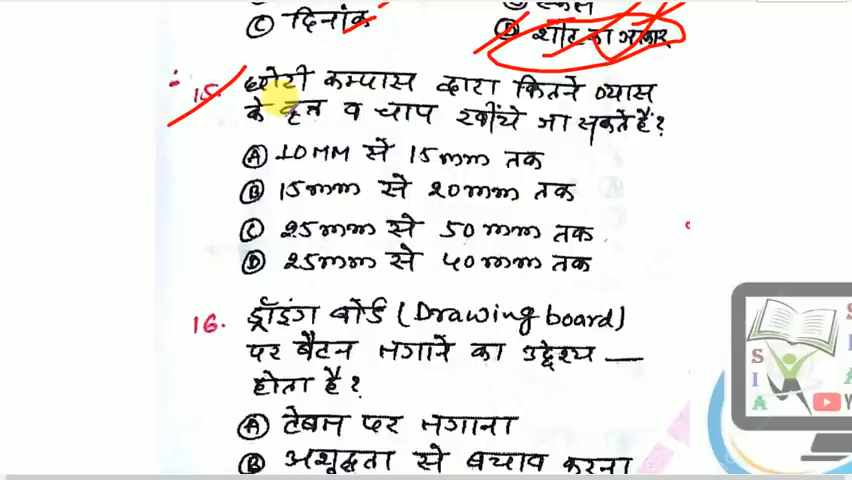 Ⓒ दिनांक
Ⓓ शीट का आकार
15. छोटी कम्पास द्वारा कितने व्यास
के वृत्त व चाप खींचे जा सकते हैं?
Ⓐ 10MM से 15mm तक
Ⓑ 15mm से 20mm तक
Ⓒ 25mm से 50mm तक
Ⓓ 25mm से 40mm तक
16. ड्रॉइंग बोर्ड (Drawing board)
पर बैटन लगाने का उद्देश्य —
होता है?
Ⓐ टेबल पर लगाना
Ⓑ अशुद्धता से बचाव करना
S
I
A